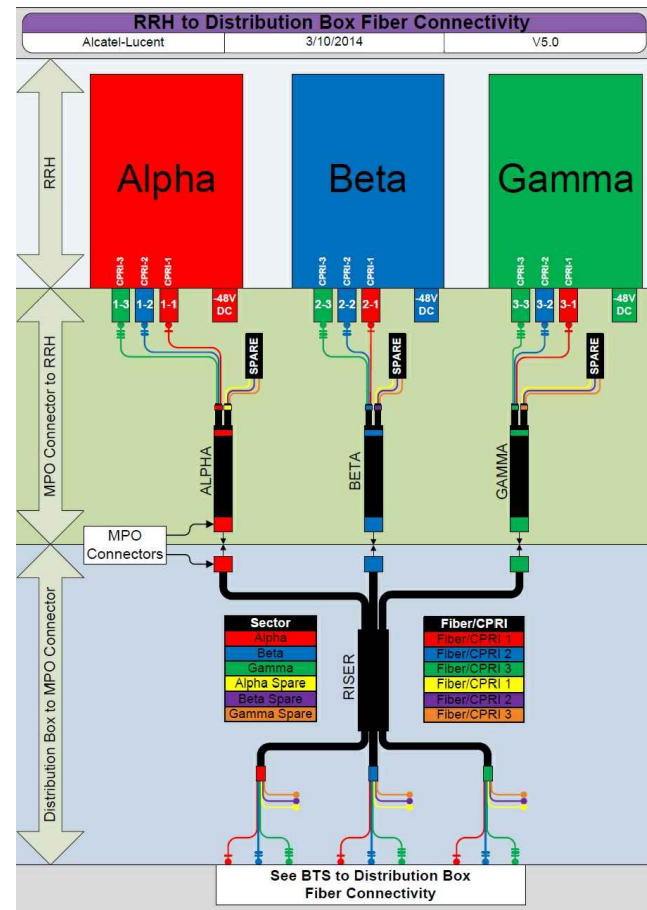 RRH to Distribution Box Fiber Connectivity
Alcatel-Lucent 3/10/2014 V5.0
RRH
Alpha
Beta
Gamma
CPRI-3 CPRI-2 CPRI-1
CPRI-3 CPRI-2 CPRI-1
CPRI-3 CPRI-2 CPRI-1
1-3 1-2 1-1 -48V
DC
2-3 2-2 2-1 -48V
DC
3-3 3-2 3-1 -48V
DC
MPO Connector to RRH
SPARE
SPARE
SPARE
ALPHA
BETA
GAMMA
MPO
Connectors
Distribution Box to MPO Connector
Sector
Alpha
Beta
Gamma
Alpha Spare
Beta Spare
Gamma Spare
RISER
Fiber/CPRI
Fiber/CPRI 1
Fiber/CPRI 2
Fiber/CPRI 3
Fiber/CPRI 1
Fiber/CPRI 2
Fiber/CPRI 3
See BTS to Distribution Box
Fiber Connectivity